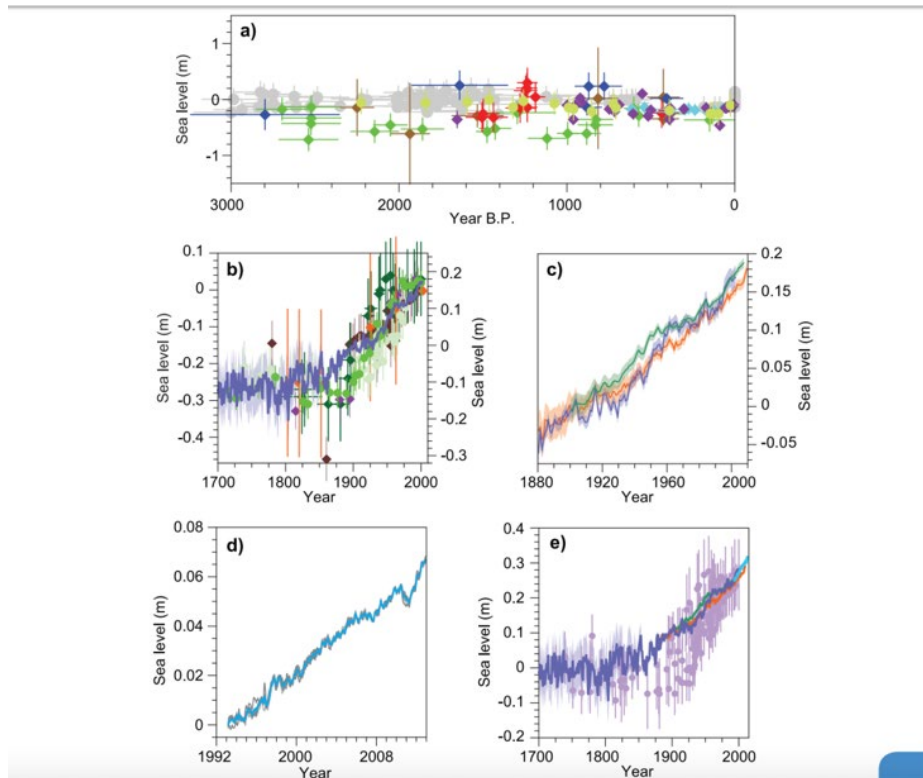 a)
1
0
-1
Sea level (m)
3000 2000 1000 0
Year B.P.
b)
0.1
0
-0.1
-0.2
-0.3
-0.4
Sea level (m)
0.2
0.1
0
-0.1
-0.2
-0.3
Sea level (m)
1700 1800 1900 2000
Year
c)
0.2
0.15
0.1
0.05
0
-0.05
Sea level (m)
1880 1920 1960 2000
Year
d)
0.08
0.06
0.04
0.02
0
Sea level (m)
1992 2000 2008
Year
e)
0.4
0.3
0.2
0.1
0
-0.1
-0.2
Sea level (m)
1700 1800 1900 2000
Year